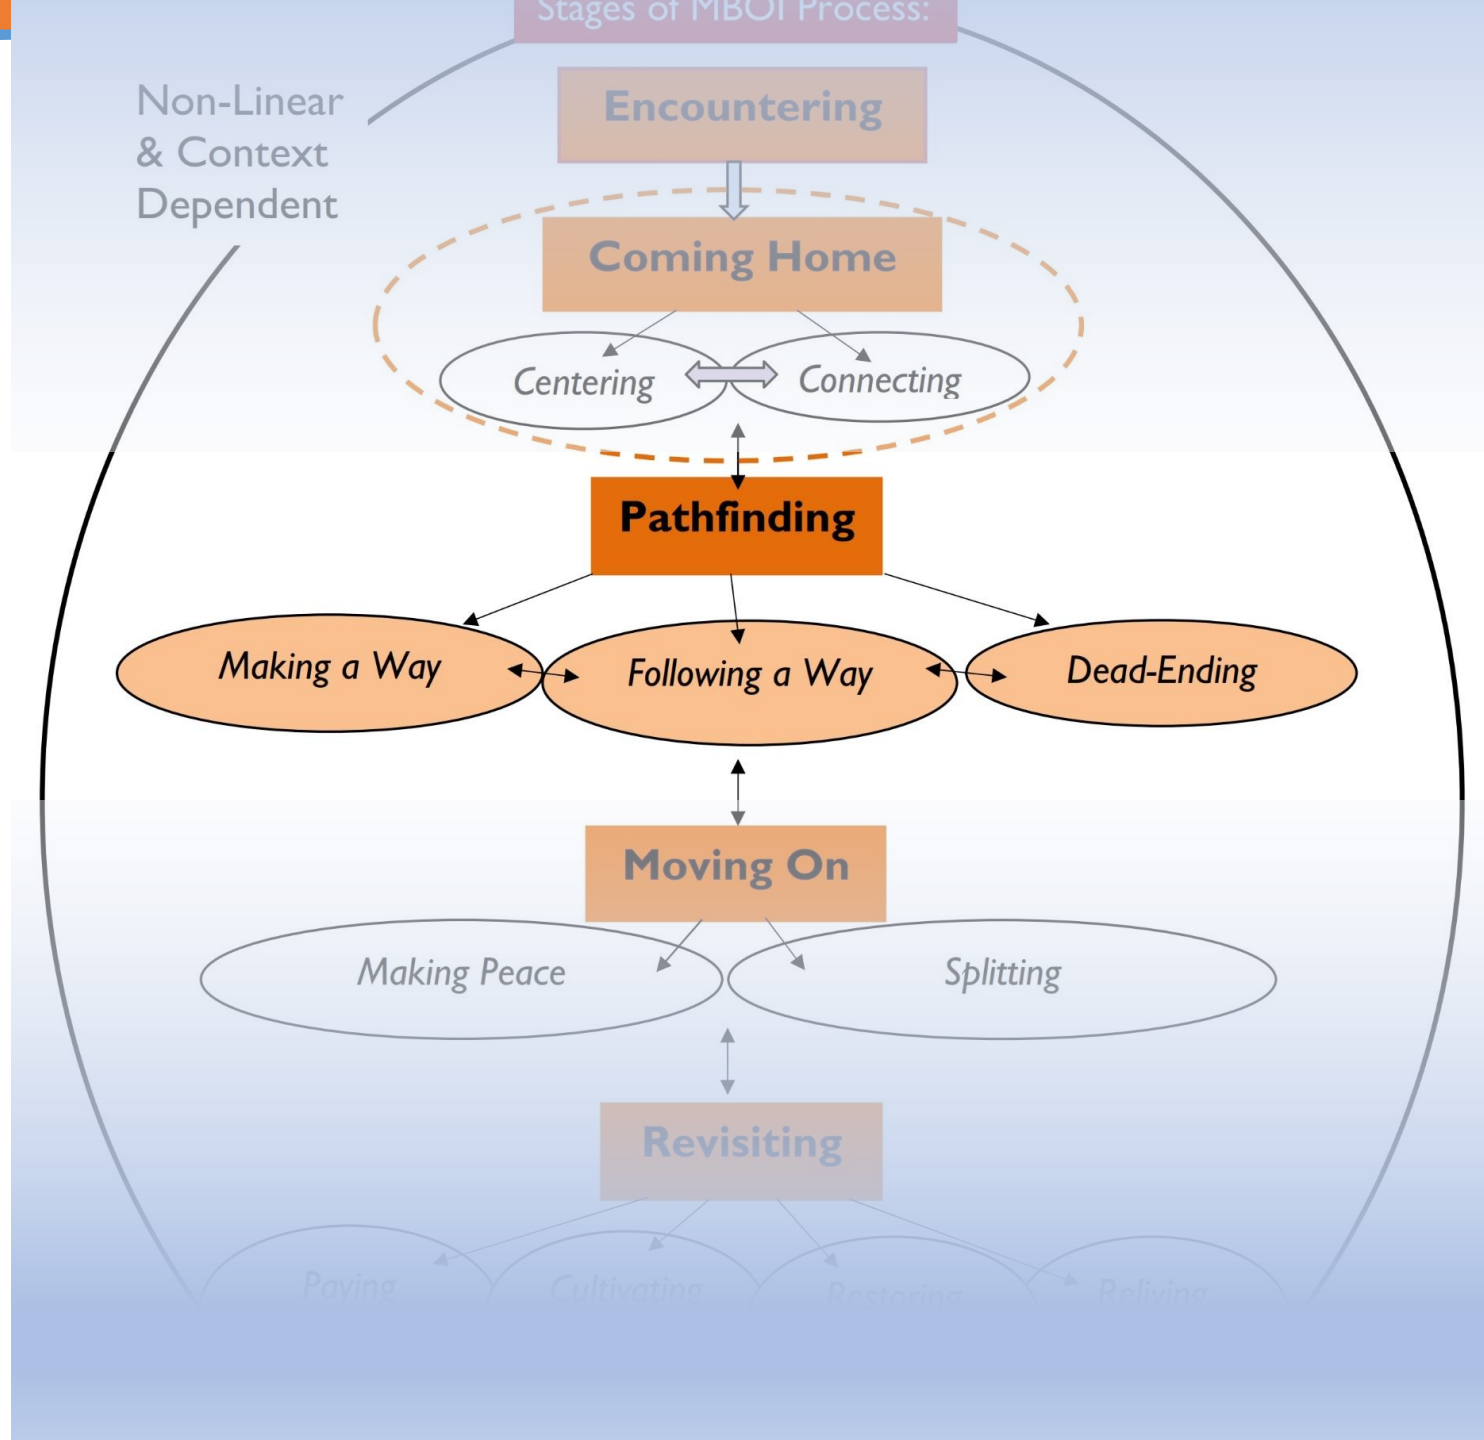 Stages of MBOI Process:
Non-Linear
& Context
Dependent
Encountering
Coming Home
Centering
Connecting
Pathfinding
Making a Way
Following a Way
Dead-Ending
Moving On
Making Peace
Splitting
Revisiting
Paying
Cultivating
Restoring
Reliving